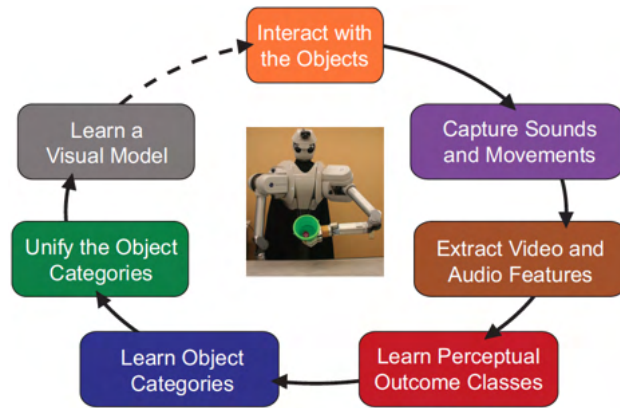 Interact with
the Objects
Capture Sounds
and Movements
Extract Video and
Audio Features
Learn Perceptual
Outcome Classes
Learn Object
Categories
Unify the Object
Categories
Learn a
Visual Model